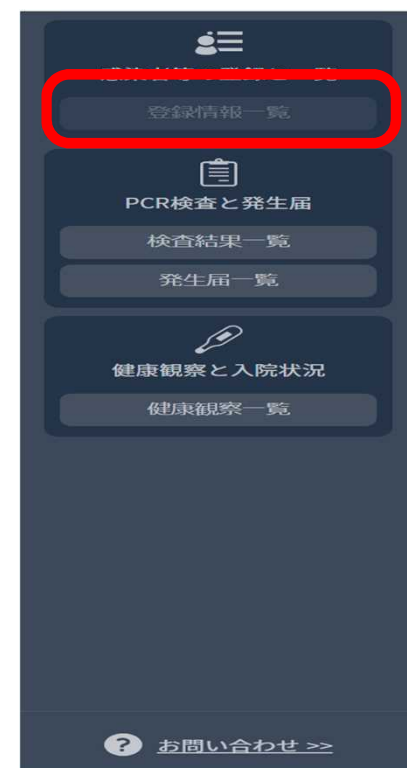 登録情報一覧
PCR検査と発生届
検査結果一覧
発生届一覧
健康観察と入院状況
健康観察一覧
? お問い合わせ >>